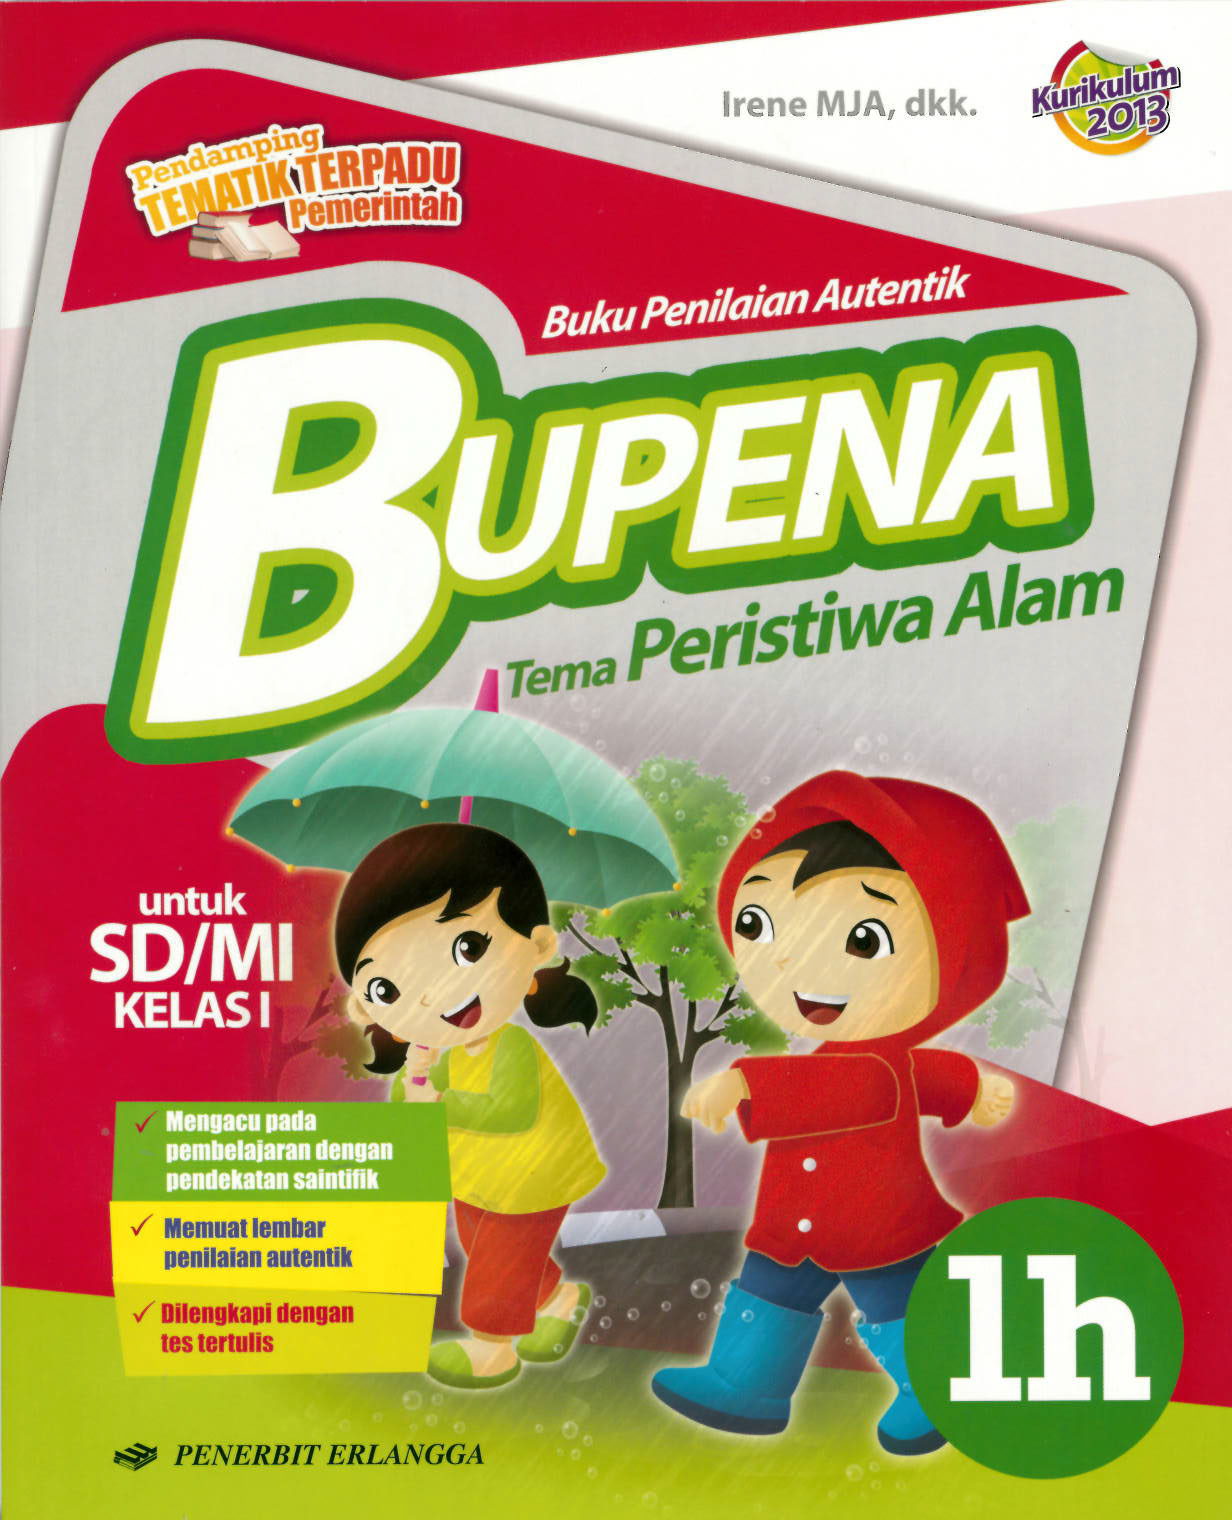 Irene MJA, dkk.
Kurikulum
2013
Pendamping
TEMATIK TERPADU
Pemerintah
Buku Penilaian Autentik
BUPENA
Tema Peristiwa Alam
untuk
SD/MI
KELAS I
Mengacu pada
pembelajaran dengan
pendekatan saintifik
Memuat lembar
penilaian autentik
Dilengkapi dengan
tes tertulis
1h
PENERBIT ERLANGGA